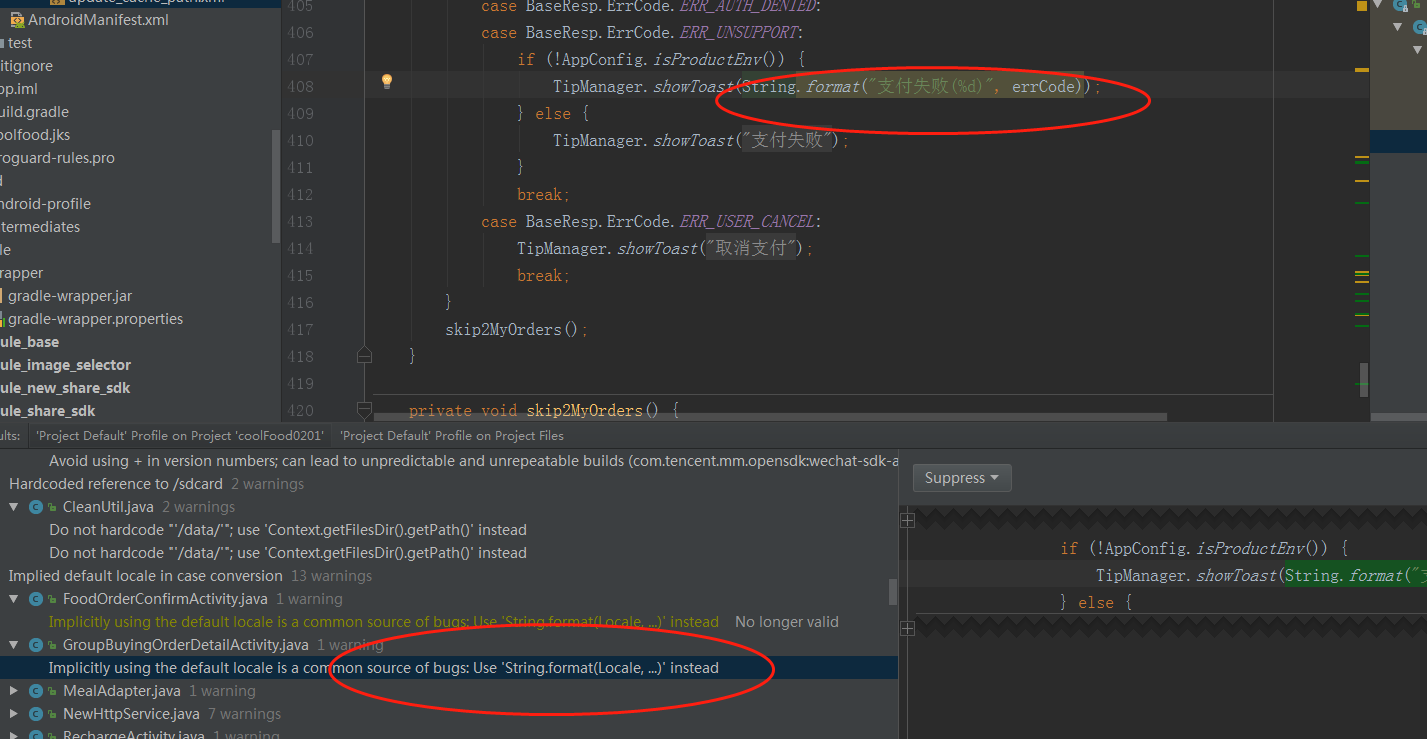 AndroidManifest.xml
test
itignore
op.iml
uild.gradle
oolfood.jks
roguard-rules.pro
d
ndroid-profile
termediates
le
rapper
gradle-wrapper.jar
gradle-wrapper.properties
ule_base
ule_image_selector
ule_new_share_sdk
ule_share_sdk
405 case BaseResp.ErrCode.ERR_AUTH_DENIED:
406 case BaseResp.ErrCode.ERR_UNSUPPORT:
407 if (!AppConfig.isProductEnv()) {
408 TipManager.showToast(String.format("支付失败(%d)", errCode));
409 } else {
410 TipManager.showToast("支付失败");
411 }
412 break;
413 case BaseResp.ErrCode.ERR_USER_CANCEL:
414 TipManager.showToast("取消支付");
415 break;
416 }
417 skip2MyOrders();
418 }
419
420 private void skip2MyOrders() {
ults: 'Project Default' Profile on Project 'coolFood0201' 'Project Default' Profile on Project Files
Avoid using + in version numbers; can lead to unpredictable and unrepeatable builds (com.tencent.mm.opensdk:wechat-sdk-a
Hardcoded reference to /sdcard 2 warnings
CleanUtil.java 2 warnings
Do not hardcode "'/data/'"; use 'Context.getFilesDir().getPath()' instead
Do not hardcode "'/data/'"; use 'Context.getFilesDir().getPath()' instead
Implied default locale in case conversion 13 warnings
FoodOrderConfirmActivity.java 1 warning
Implicitly using the default locale is a common source of bugs: Use 'String.format(Locale, ...)' instead No longer valid
GroupBuyingOrderDetailActivity.java 1 warning
Implicitly using the default locale is a common source of bugs: Use 'String.format(Locale, ...)' instead
MealAdapter.java 1 warning
NewHttpService.java 7 warnings
RechargeActivity.java 1 warning
Suppress
if (!AppConfig.isProductEnv()) {
TipManager.showToast(String.format("支
} else {